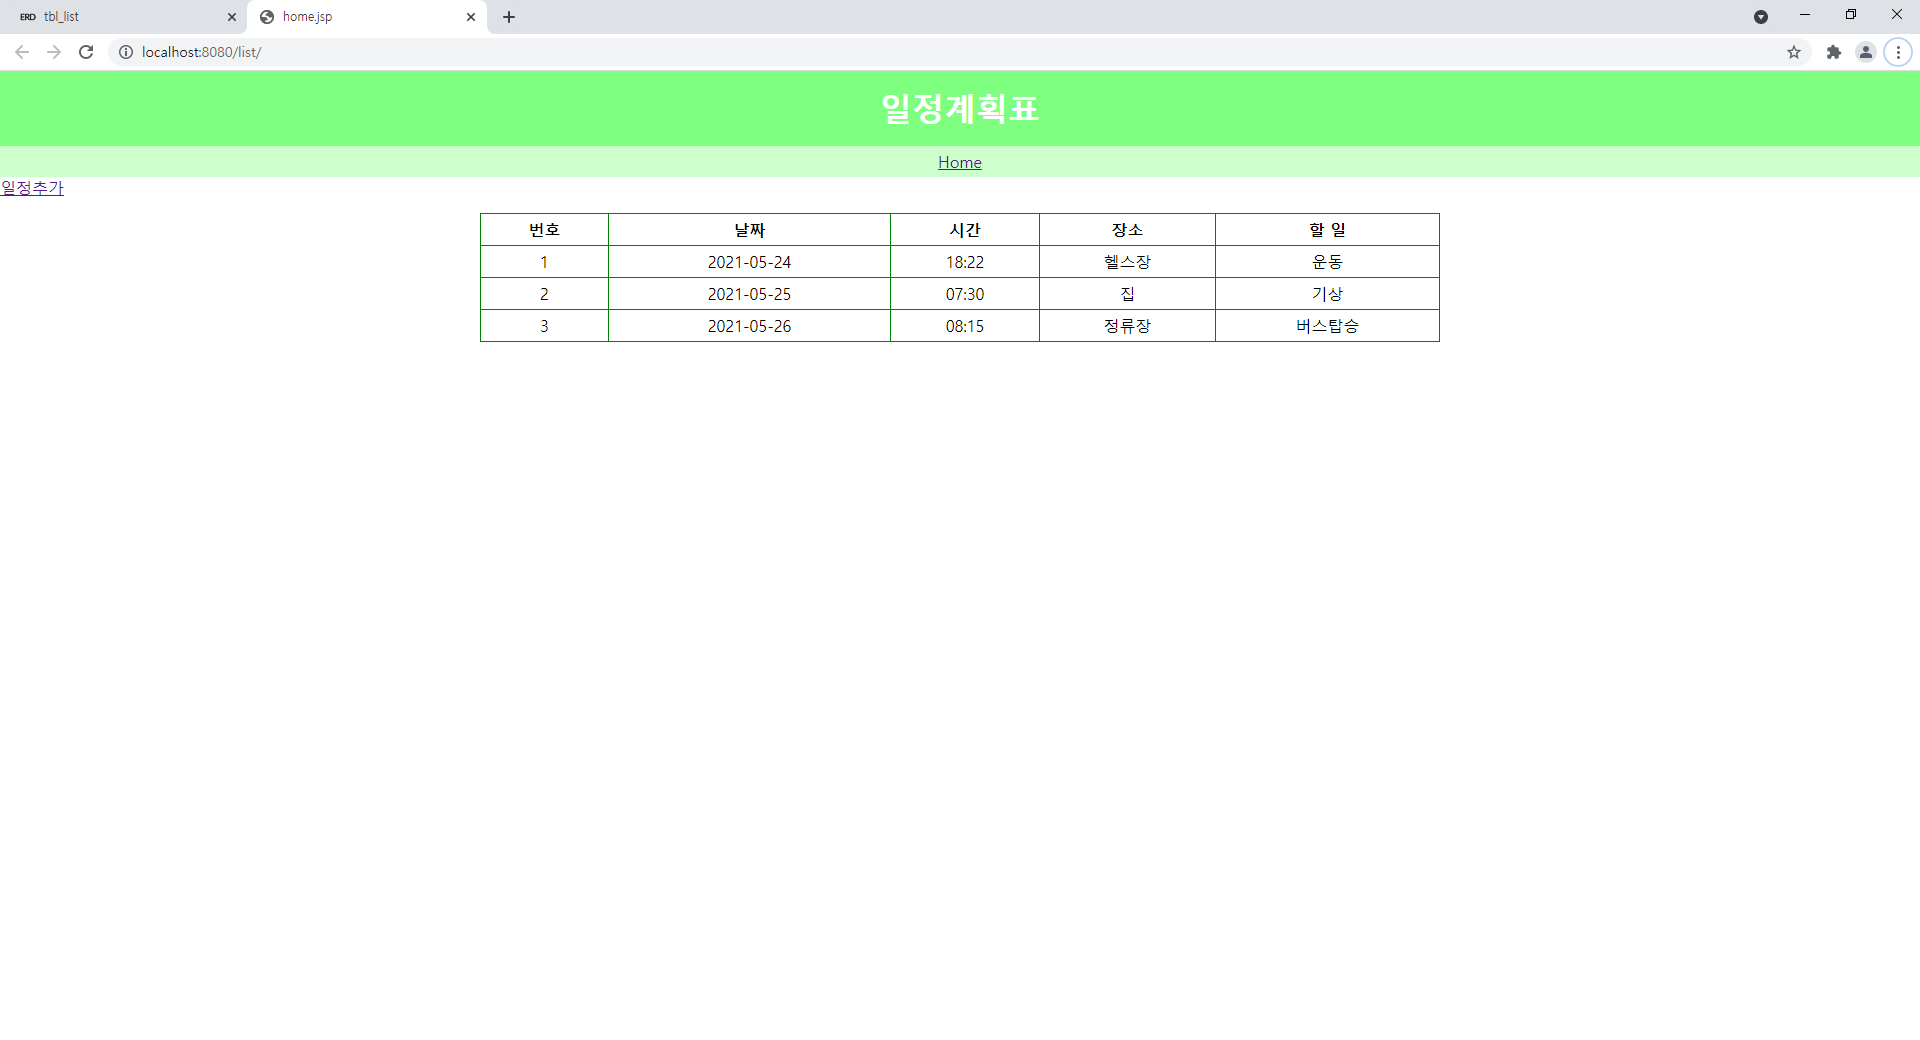 ERD tbl_list home.jsp
localhost:8080/list/
일정계획표
Home
일정추가
번호 날짜 시간 장소 할 일
1 2021-05-24 18:22 헬스장 운동
2 2021-05-25 07:30 집 기상
3 2021-05-26 08:15 정류장 버스탑승